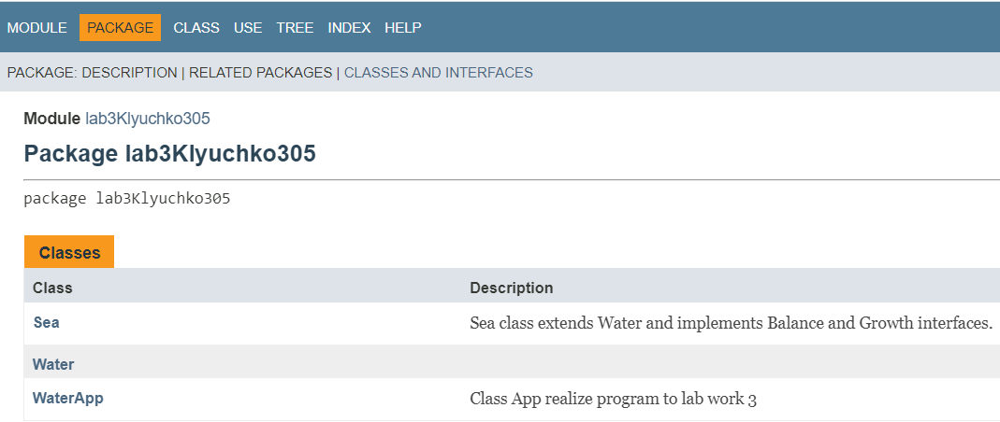 MODULE PACKAGE CLASS USE TREE INDEX HELP
PACKAGE: DESCRIPTION | RELATED PACKAGES | CLASSES AND INTERFACES
Module lab3Klyuchko305
Package lab3Klyuchko305
package lab3Klyuchko305
Classes
Class Description
Sea Sea class extends Water and implements Balance and Growth interfaces.
Water
WaterApp Class App realize program to lab work 3